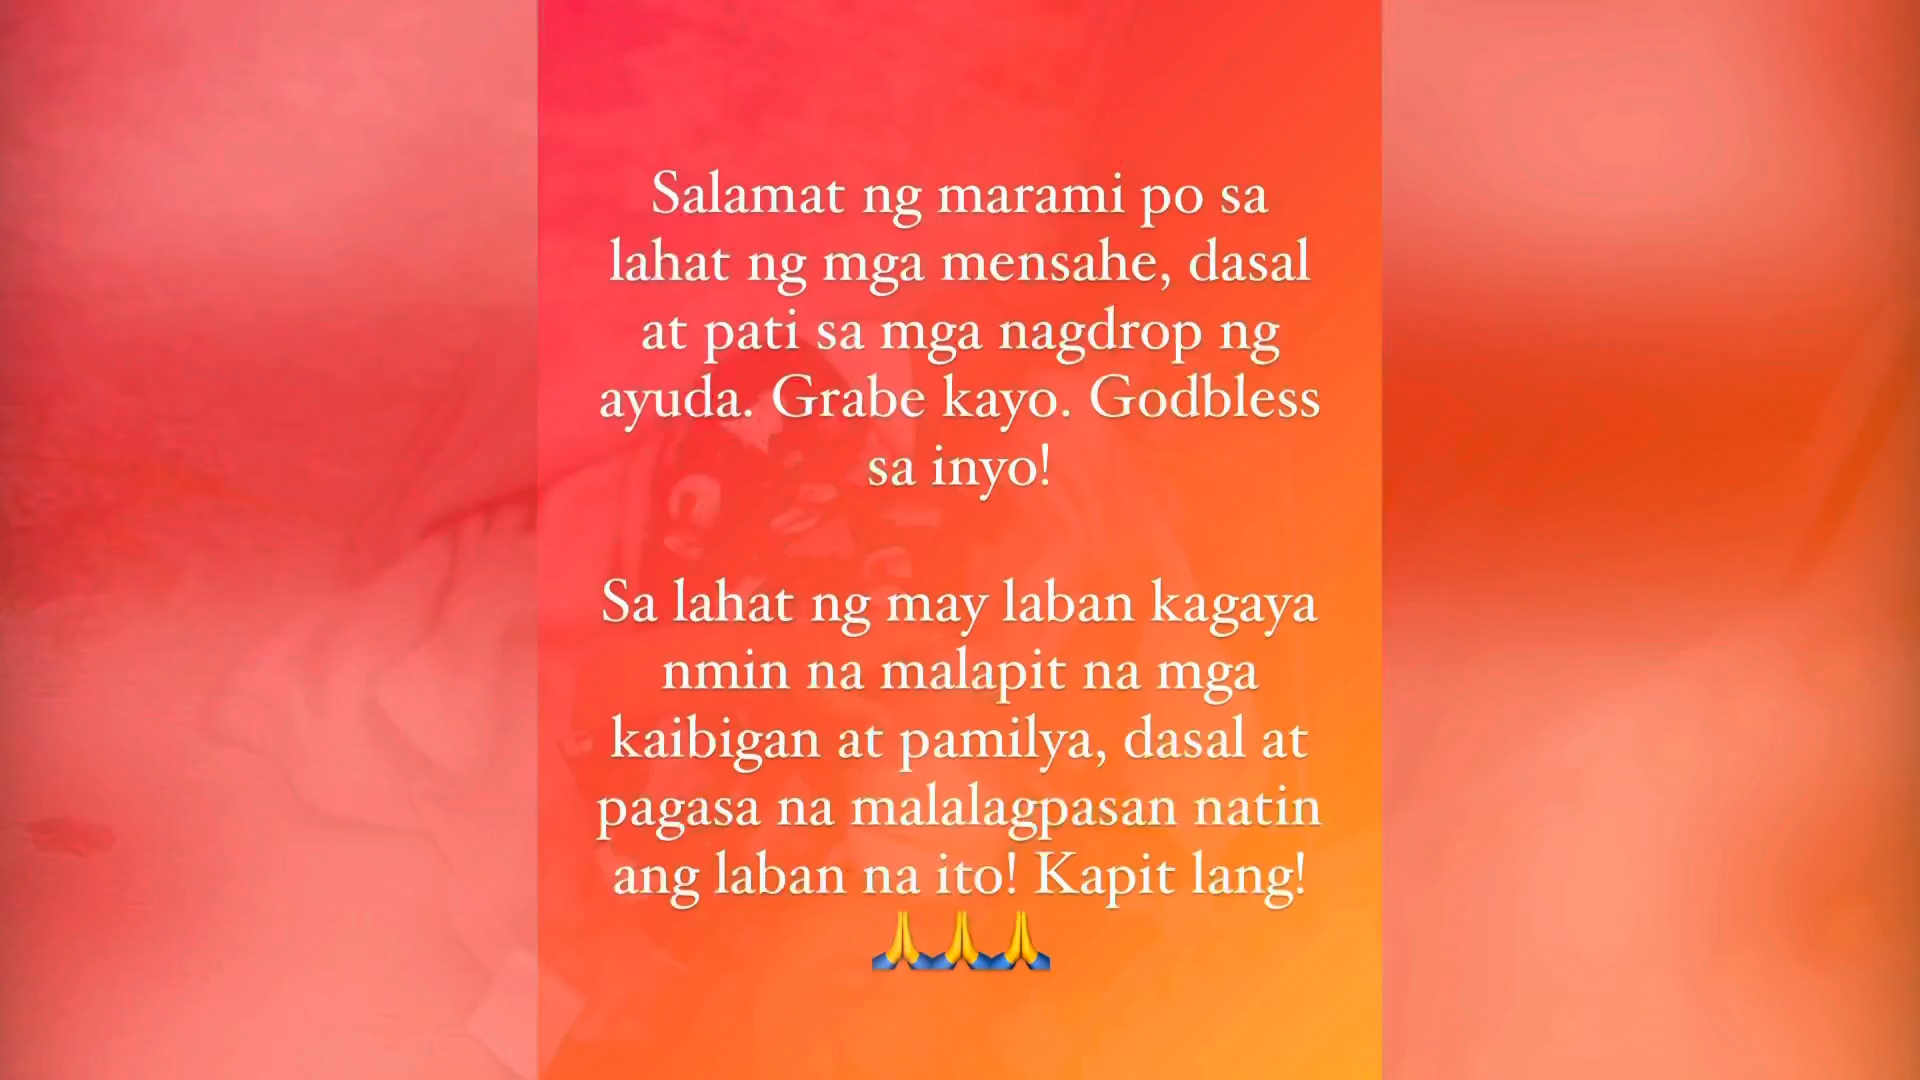 Salamat ng marami po sa
lahat ng mga mensahe, dasal
at pati sa mga nagdrop ng
ayuda. Grabe kayo. Godbless
sa inyo!
Sa lahat ng may laban kagaya
nmin na malapit na mga
kaibigan at pamilya, dasal at
pagasa na malalagpasan natin
ang laban na ito! Kapit lang!
🙏🙏🙏